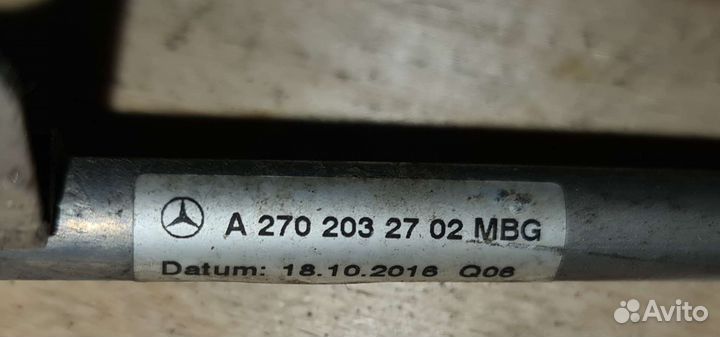 A 270 203 27 02 MBG
Datum: 18.10.2016 Q06
Avito